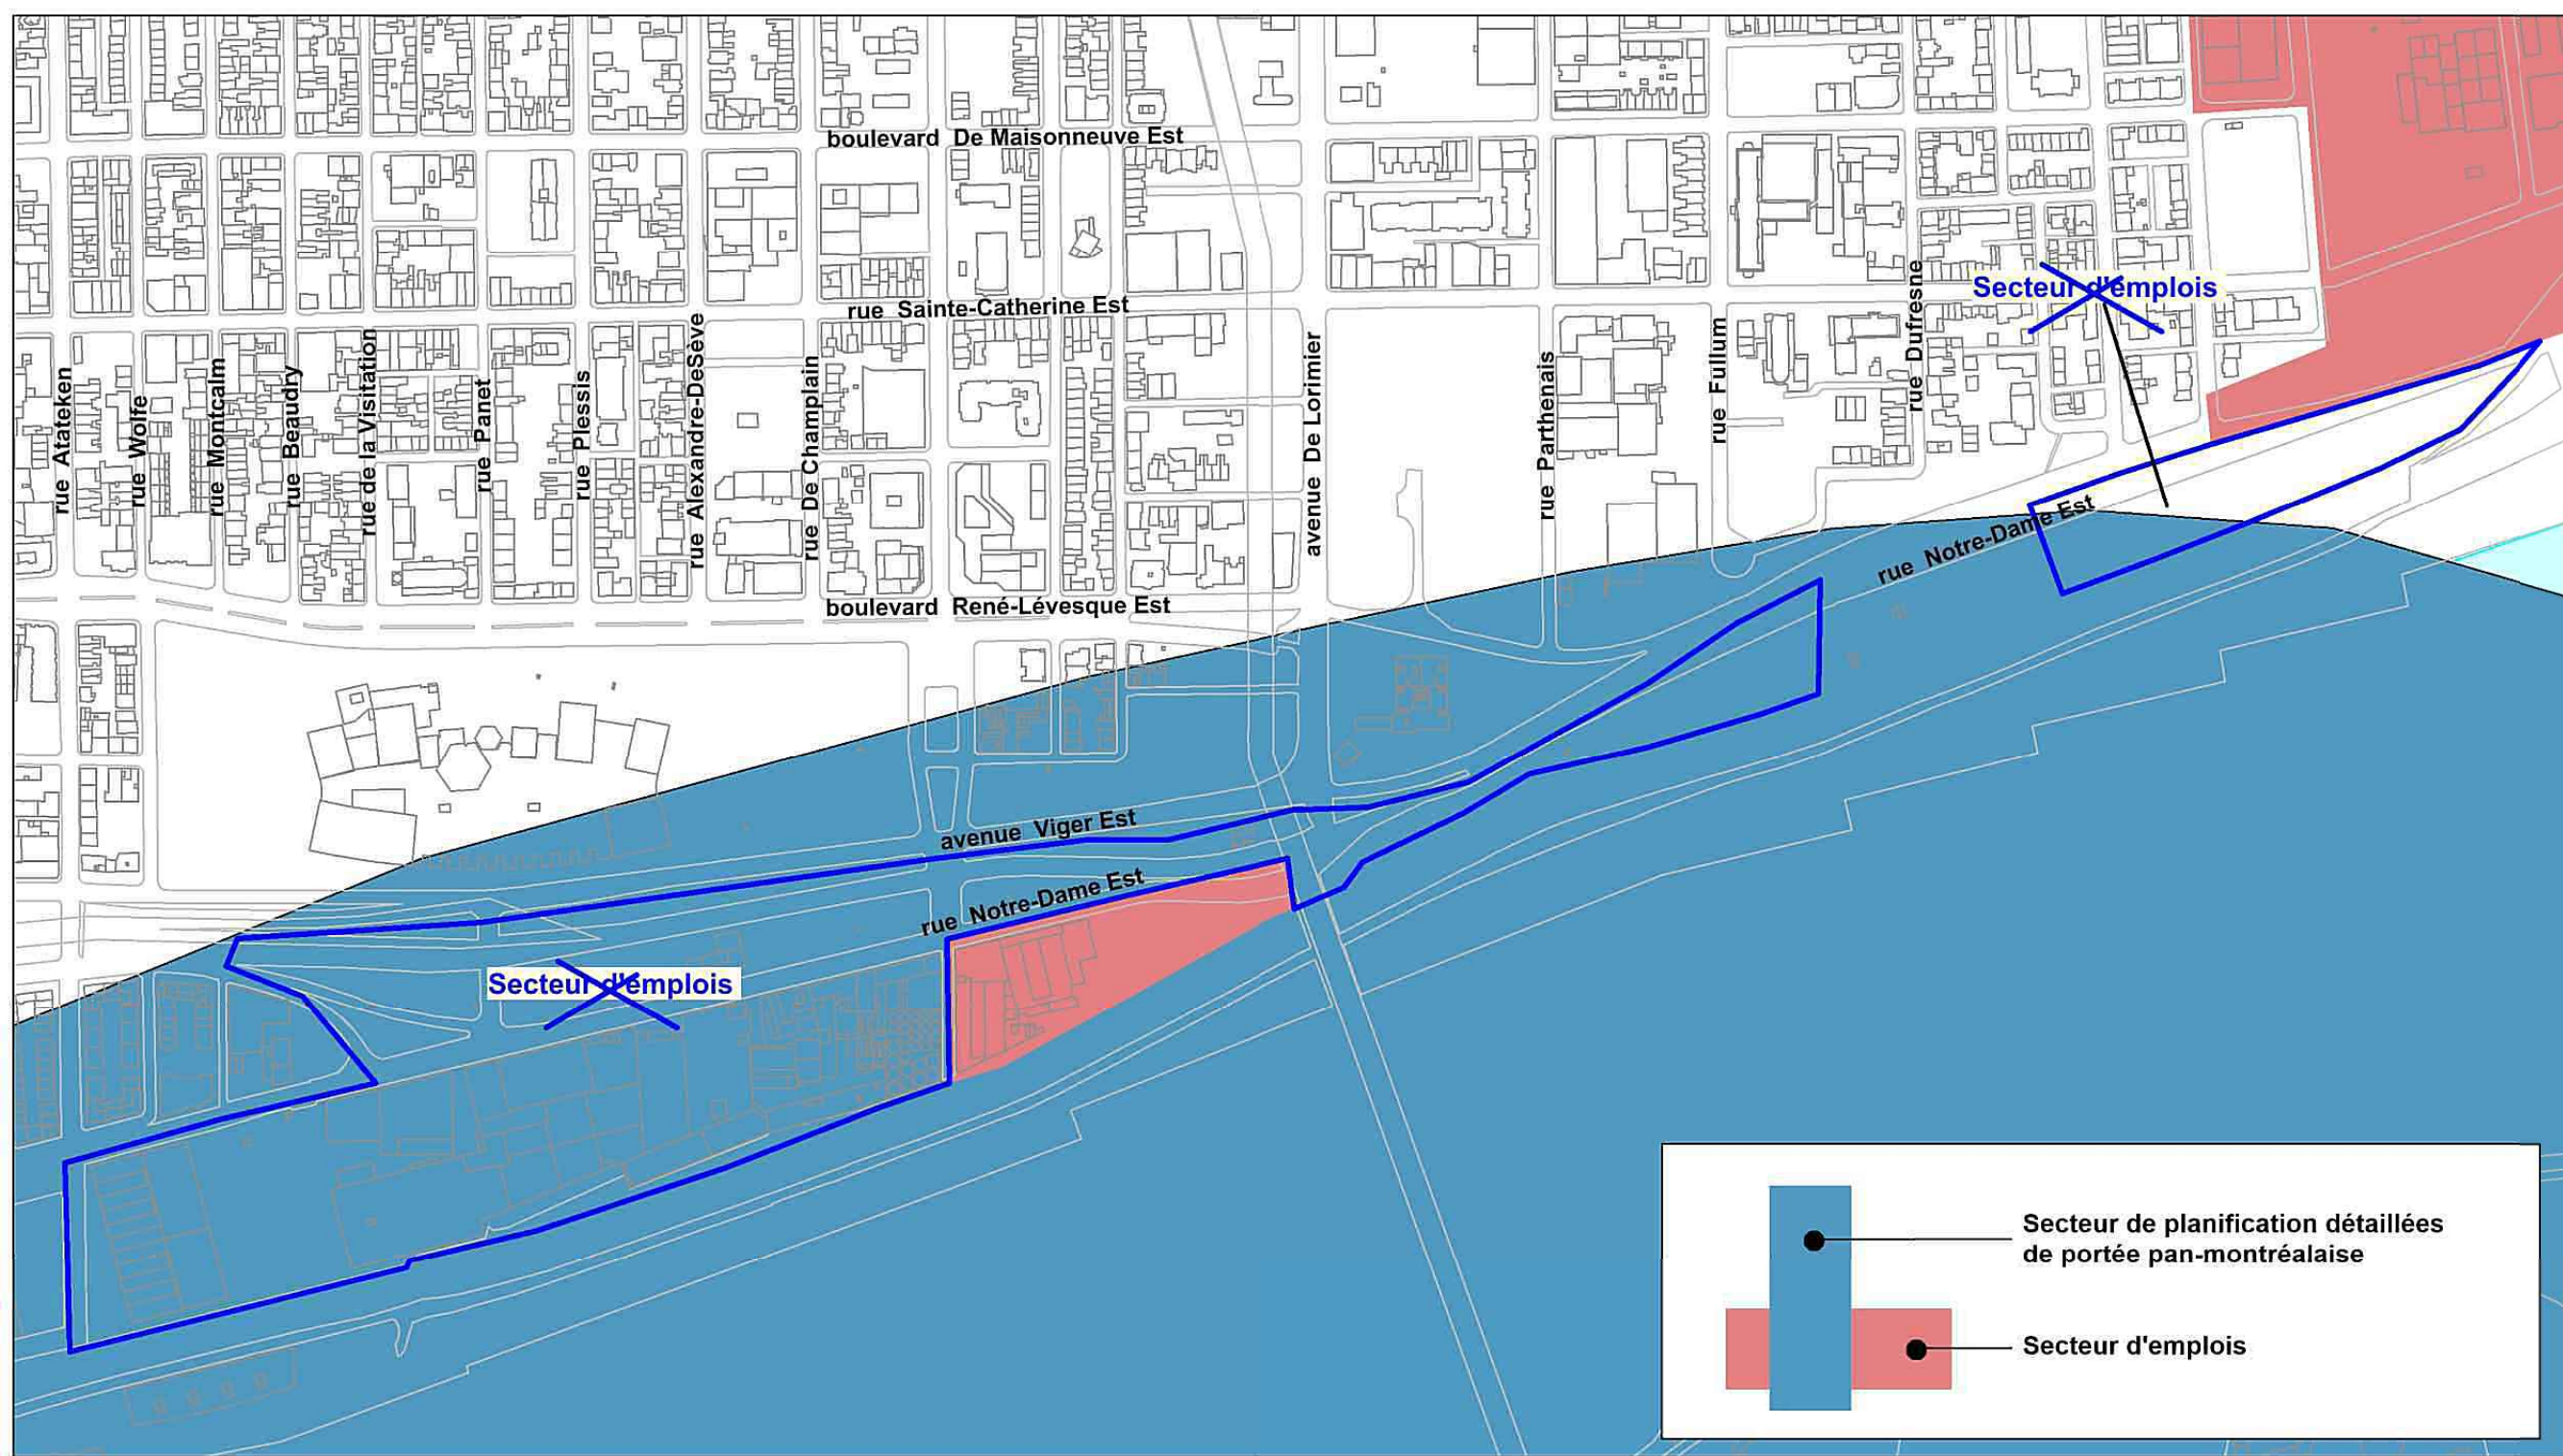 boulevard De Maisonneuve Est
rue Sainte-Catherine Est
Secteur d'emplois
rue Atateken
rue Wolfe
rue Montcalm
rue Beaudry
rue de la Visitation
rue Panet
rue Plessis
rue Alexandre-DeSève
rue De Champlain
avenue De Lorimier
rue Parthenais
rue Fullum
rue Dufresne
rue Notre-Dame Est
boulevard René-Lévesque Est
avenue Viger Est
rue Notre-Dame Est
Secteur d'emplois
Secteur de planification détaillées
de portée pan-montréalaise
Secteur d'emplois